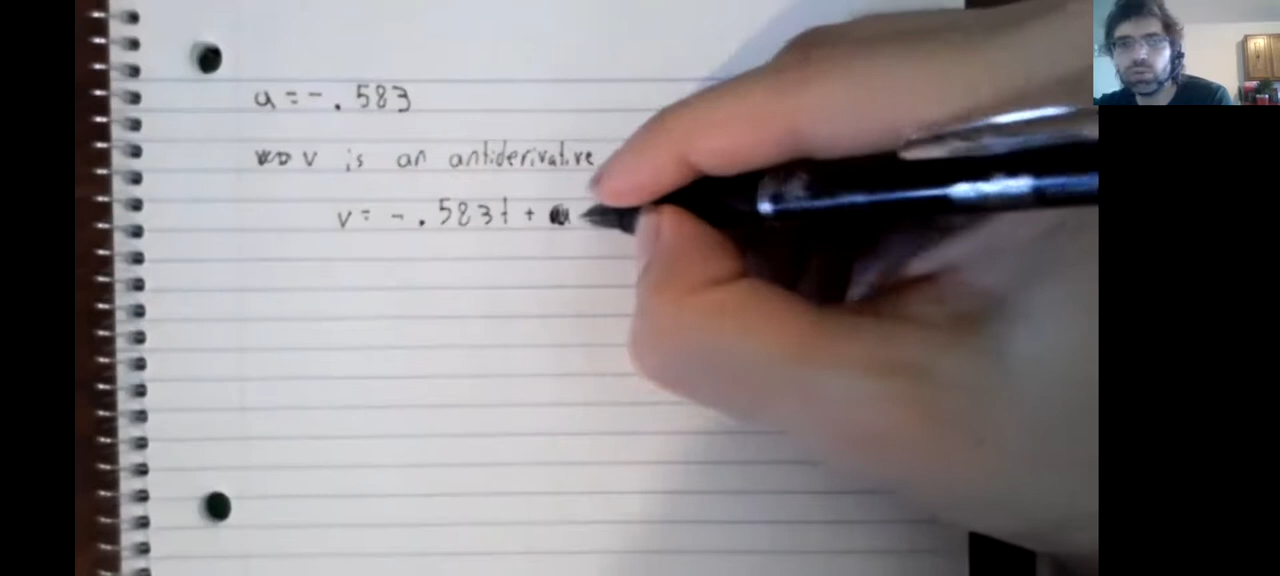 a = -.583
v is an antiderivative
v = -.583t +